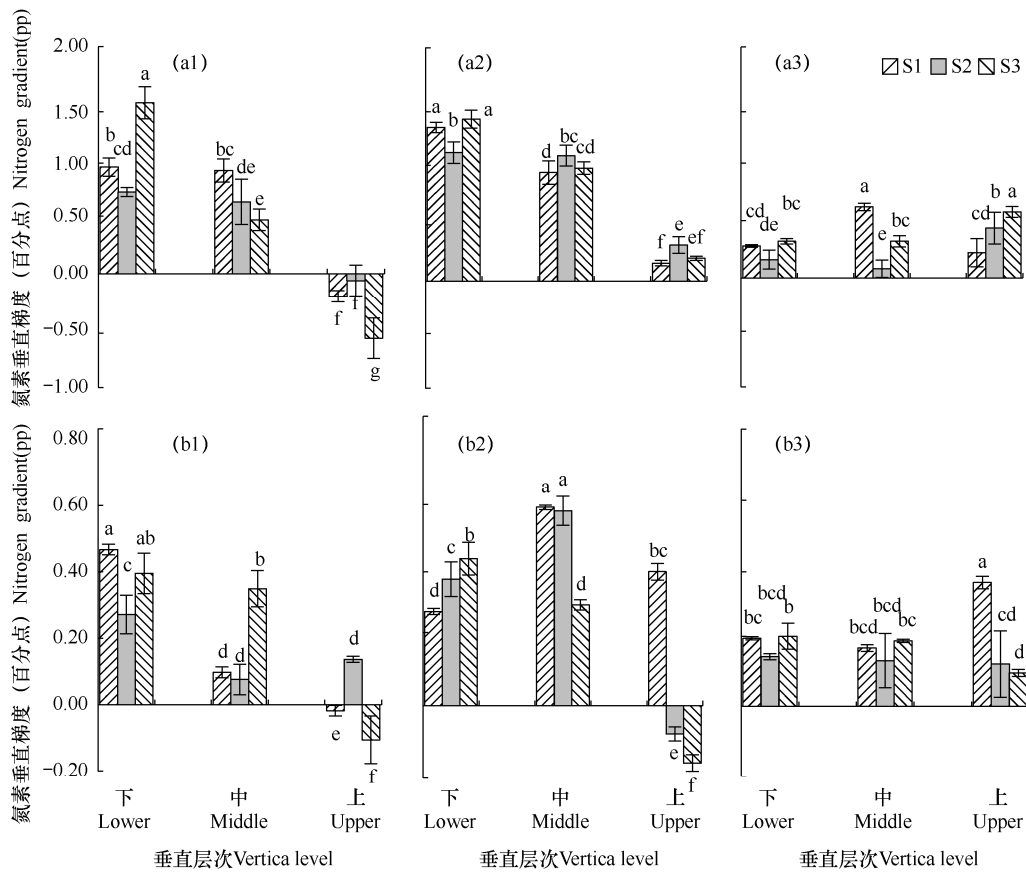 氮素垂直梯度（百分点）Nitrogen gradient(pp)
2.00
1.50
1.00
0.50
0.00
−0.50
−1.00
(a1)
b
cd
a
bc
de
e
f
f
g
(a2)
a
b
a
d
bc
cd
f
e
ef
(a3)
S1 S2 S3
cd
de
bc
a
e
bc
cd
b
a
氮素垂直梯度（百分点）Nitrogen gradient(pp)
0.80
0.60
0.40
0.20
0.00
−0.20
(b1)
a
c
ab
d
d
b
e
d
f
(b2)
d
c
b
a
a
d
bc
e
f
(b3)
bc
bcd
b
bcd
bcd
bc
a
cd
d
下 中 上
Lower Middle Upper
垂直层次Vertica level
下 中 上
Lower Middle Upper
垂直层次Vertica level
下 中 上
Lower Middle Upper
垂直层次Vertica level